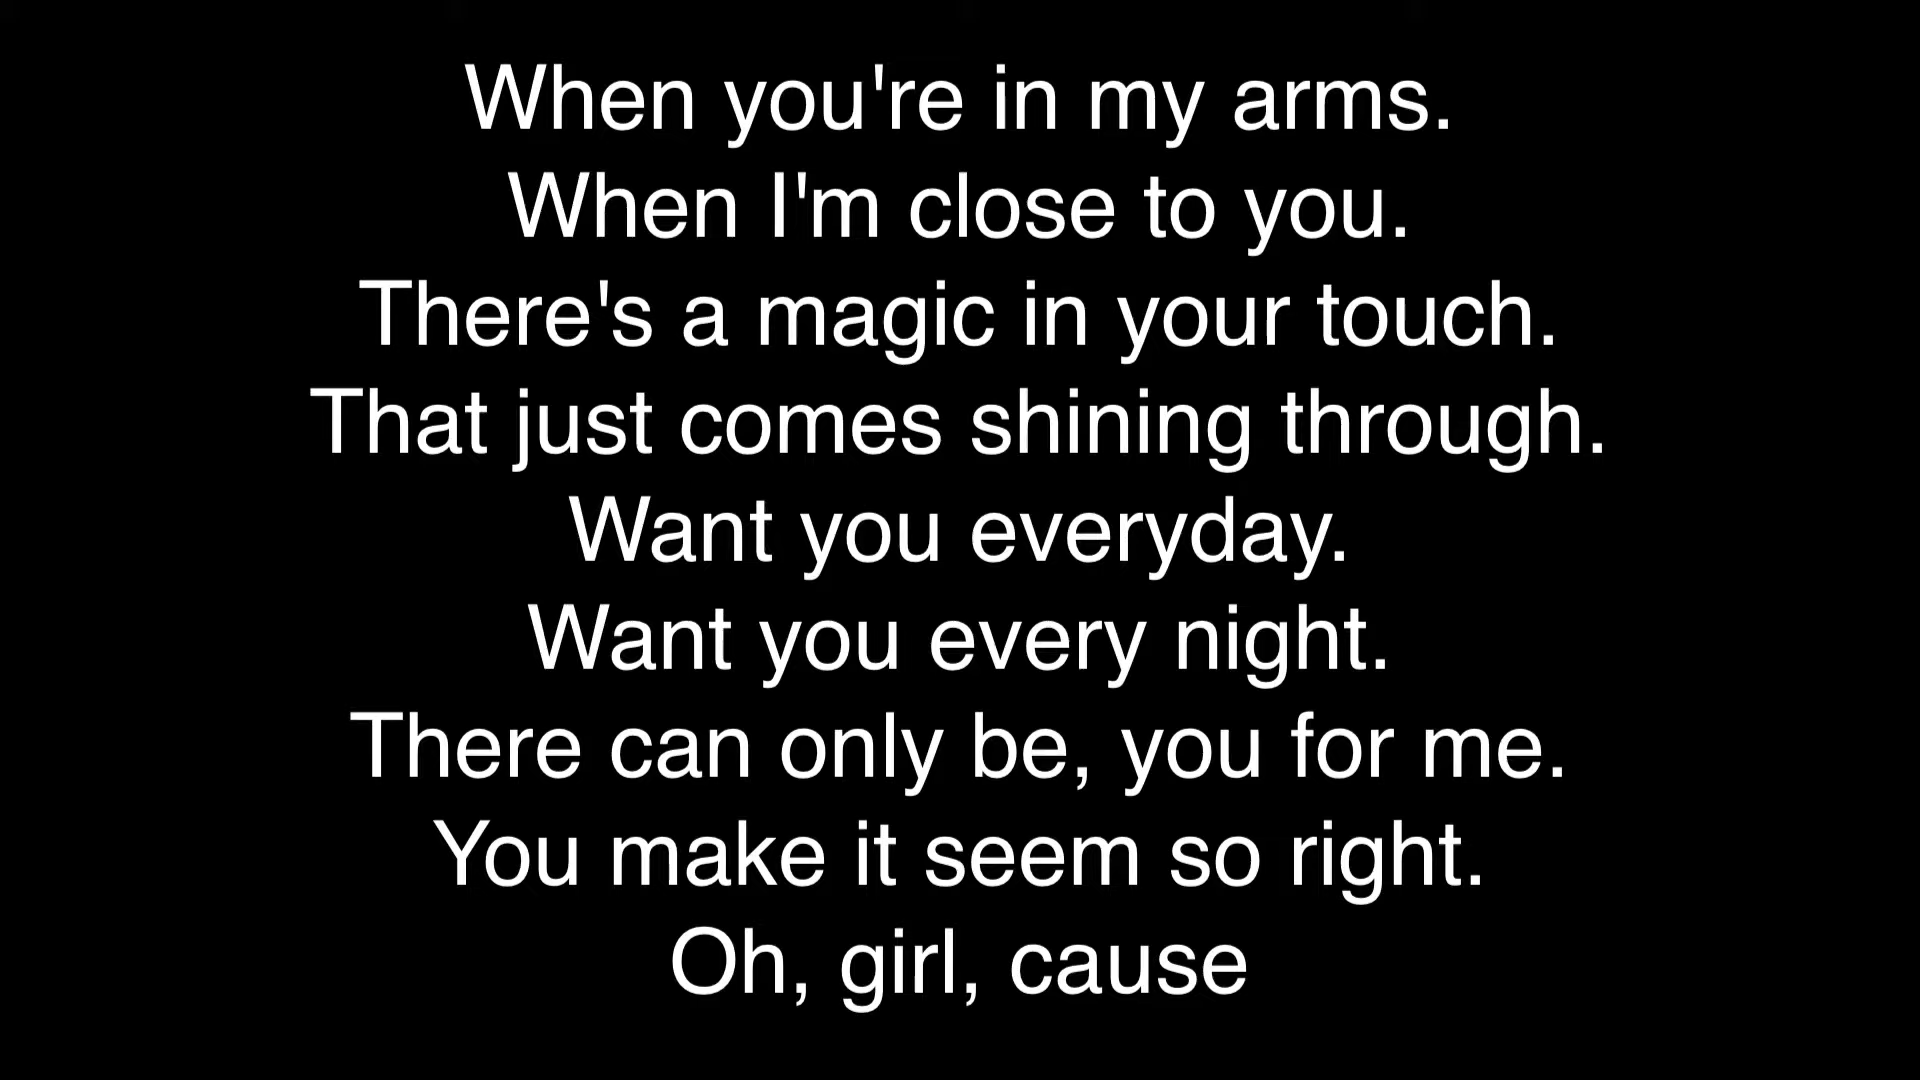 When you're in my arms.
When I'm close to you.
There's a magic in your touch.
That just comes shining through.
Want you everyday.
Want you every night.
There can only be, you for me.
You make it seem so right.
Oh, girl, cause